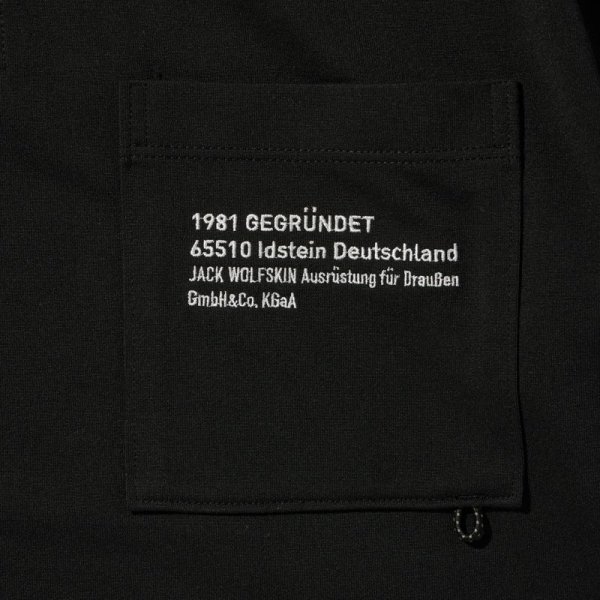 1981 GEGRÜNDET
65510 Idstein Deutschland
JACK WOLFSKIN Ausrüstung für Draußen
GmbH&Co. KGaA